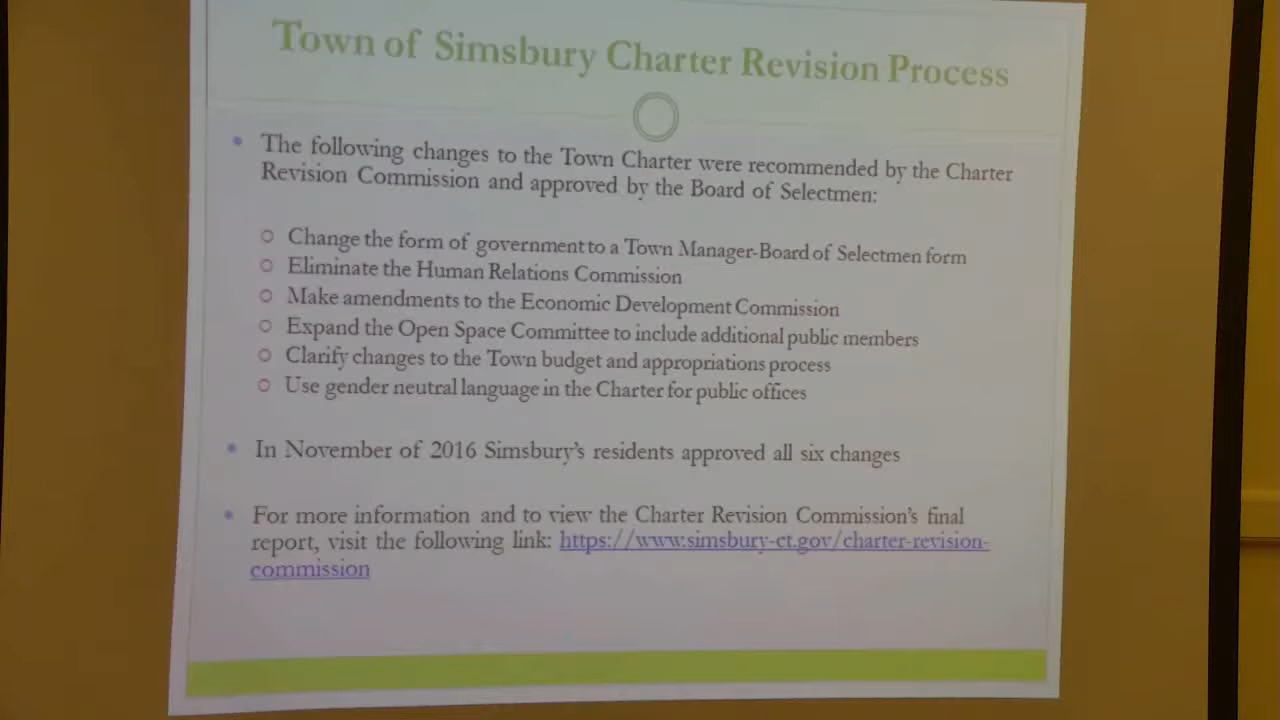 Town of Simsbury Charter Revision Process
The following changes to the Town Charter were recommended by the Charter
Revision Commission and approved by the Board of Selectmen:
Change the form of government to a Town Manager-Board of Selectmen form
Eliminate the Human Relations Commission
Make amendments to the Economic Development Commission
Expand the Open Space Committee to include additional public members
Clarify changes to the Town budget and appropriations process
Use gender neutral language in the Charter for public offices
In November of 2016 Simsbury's residents approved all six changes
For more information and to view the Charter Revision Commission's final
report, visit the following link: https://www.simsbury-ct.gov/charter-revision-
commission